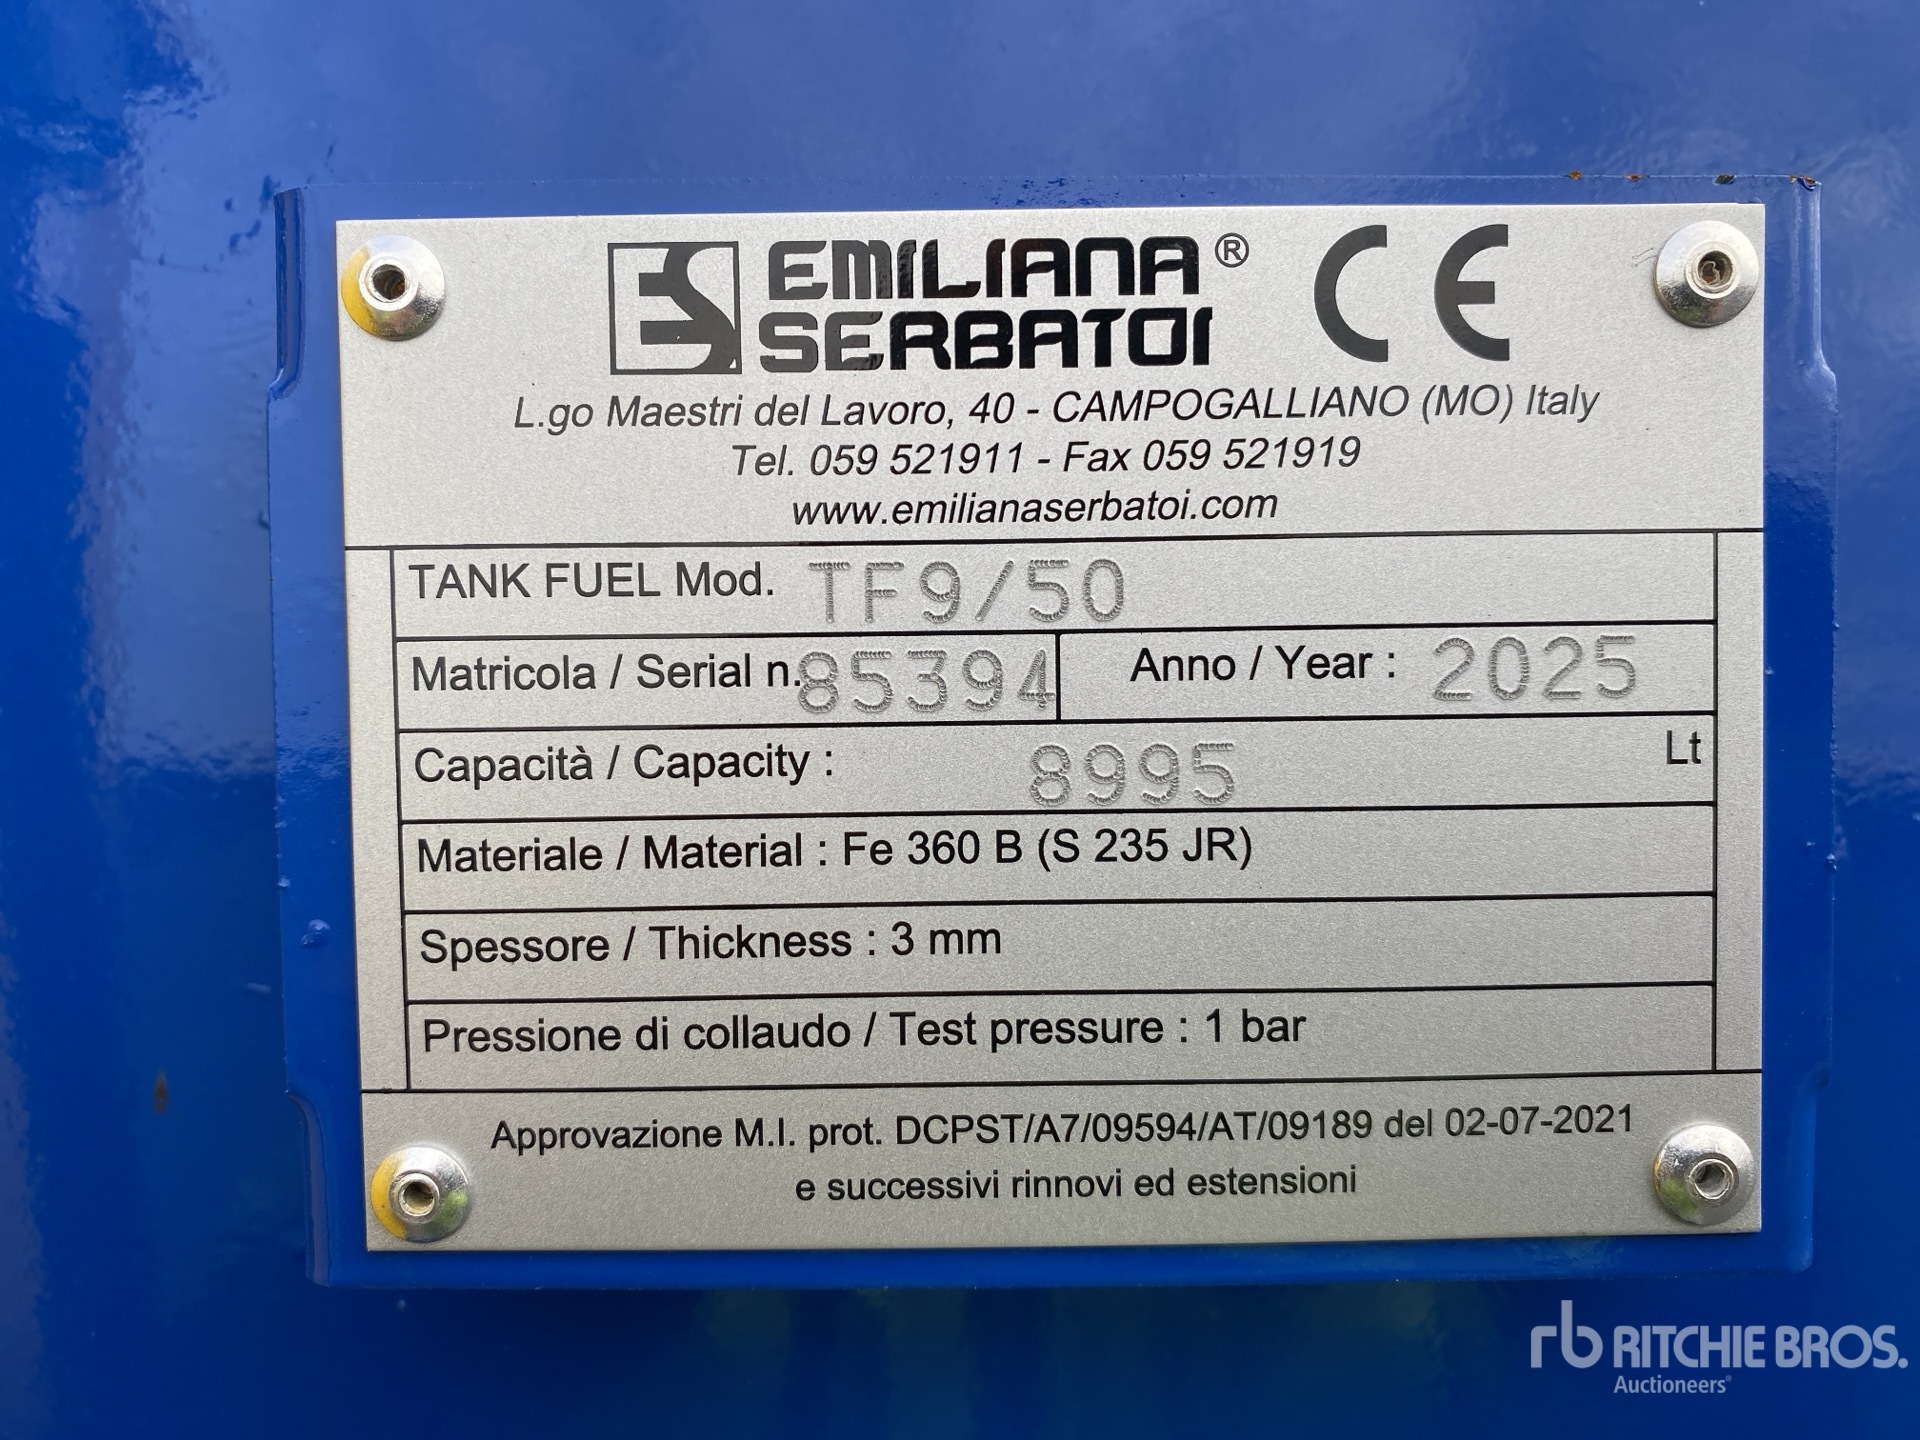 ES EMILIANA® CE
SERBATOI
L.go Maestri del Lavoro, 40 - CAMPOGALLIANO (MO) Italy
Tel. 059 521911 - Fax 059 521919
www.emilianaserbatoi.com
TANK FUEL Mod. TF9/50
Matricola / Serial n. 85394 Anno / Year : 2025
Capacità / Capacity : 8995 Lt
Materiale / Material : Fe 360 B (S 235 JR)
Spessore / Thickness : 3 mm
Pressione di collaudo / Test pressure : 1 bar
Approvazione M.I. prot. DCPST/A7/09594/AT/09189 del 02-07-2021
e successivi rinnovi ed estensioni
rb RITCHIE BROS.
Auctioneers®